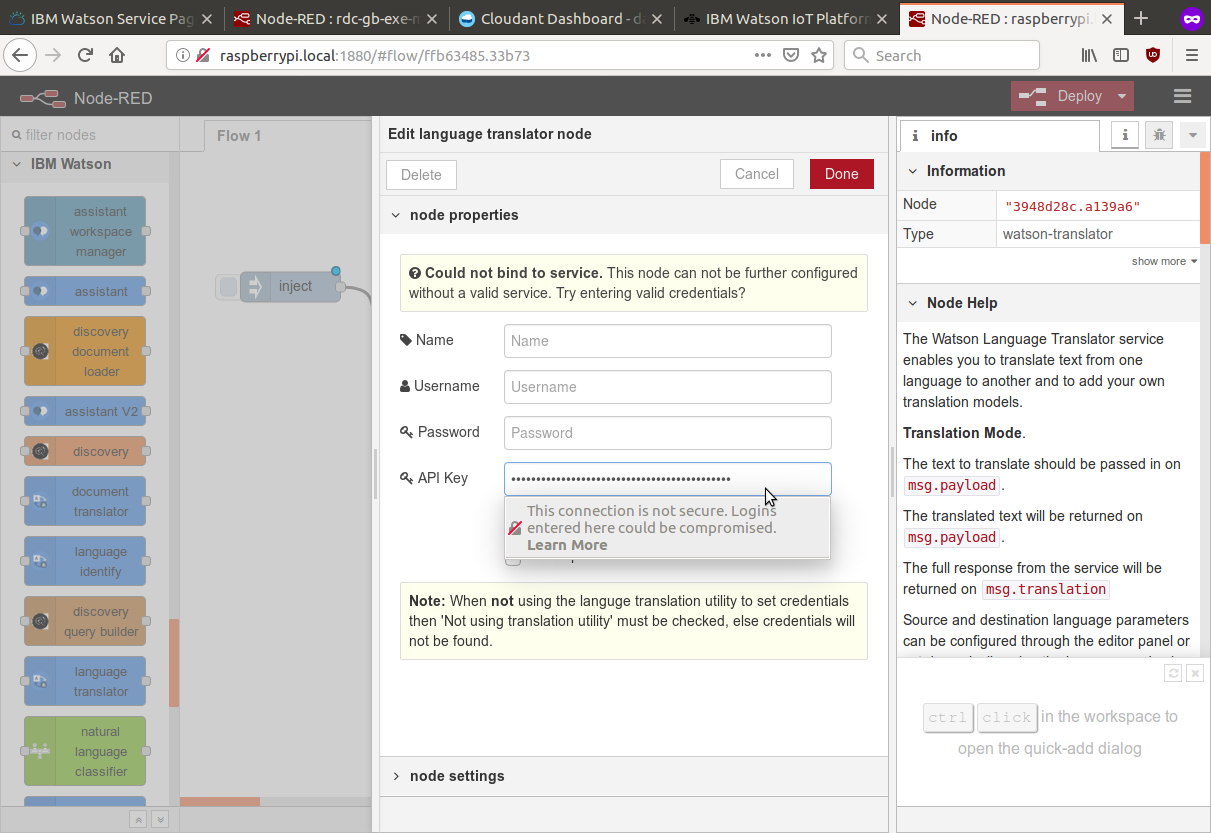 IBM Watson Service Pag
Node-RED : rdc-gb-exe-n
Cloudant Dashboard - d
IBM Watson IoT Platforr
Node-RED : raspberrypi.
raspberrypi.local:1880/#flow/ffb63485.33b73
Search
Node-RED
Deploy
filter nodes
IBM Watson
assistant
workspace
manager
assistant
discovery
document
loader
assistant V2
discovery
document
translator
language
identify
discovery
query builder
language
translator
natural
language
classifier
Flow 1
inject
Edit language translator node
Delete
Cancel
Done
node properties
Could not bind to service. This node can not be further configured
without a valid service. Try entering valid credentials?
Name
Name
Username
Username
Password
Password
API Key
This connection is not secure. Logins
entered here could be compromised.
Learn More
Note: When not using the languge translation utility to set credentials
then 'Not using translation utility' must be checked, else credentials will
not be found.
node settings
info
Information
Node "3948d28c.a139a6"
Type watson-translator
show more
Node Help
The Watson Language Translator service
enables you to translate text from one
language to another and to add your own
translation models.
Translation Mode.
The text to translate should be passed in on
msg.payload.
The translated text will be returned on
msg.payload.
The full response from the service will be
returned on msg.translation
Source and destination language parameters
can be configured through the editor panel or
ctrl click in the workspace to
open the quick-add dialog